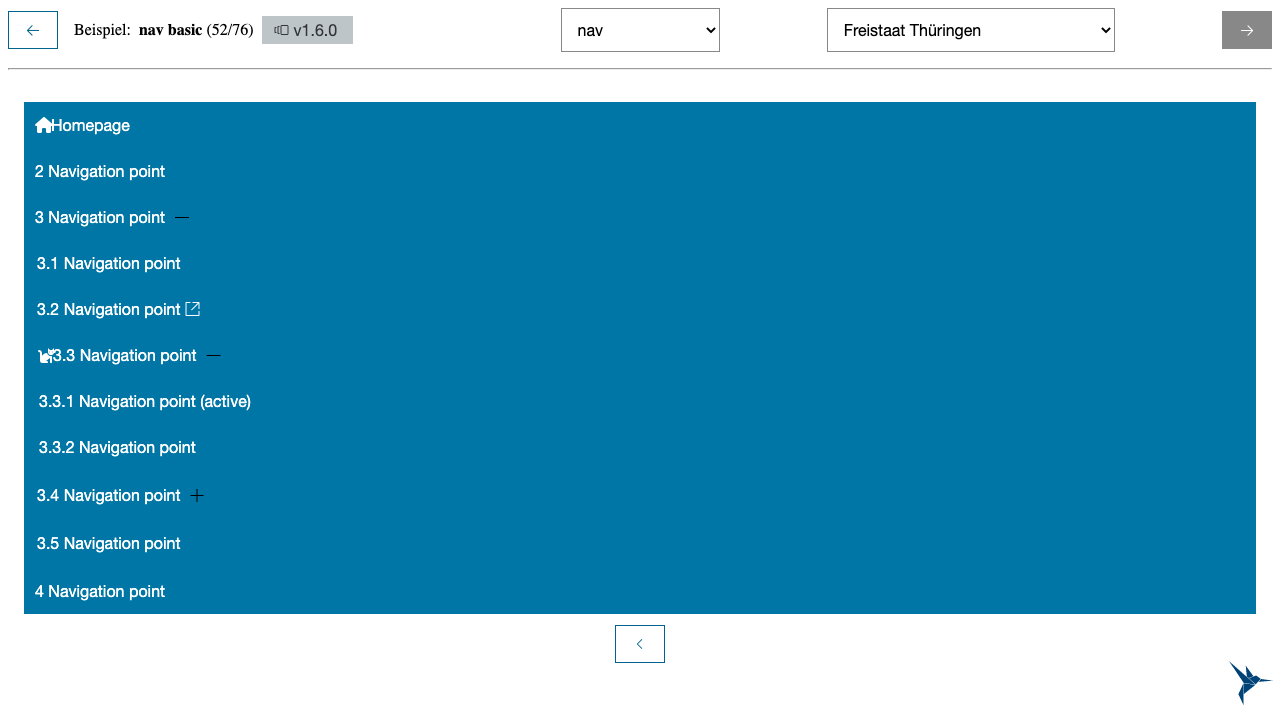 Beispiel: nav basic (52/76) v1.6.0 nav Freistaat Thüringen
Homepage
2 Navigation point
3 Navigation point
3.1 Navigation point
3.2 Navigation point
3.3 Navigation point
3.3.1 Navigation point (active)
3.3.2 Navigation point
3.4 Navigation point
3.5 Navigation point
4 Navigation point